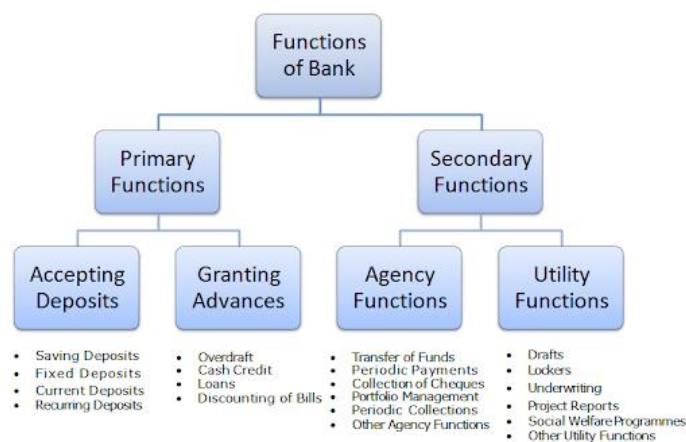 Functions
of Bank
Primary
Functions
Secondary
Functions
Accepting
Deposits
Granting
Advances
Agency
Functions
Utility
Functions
• Saving Deposits
• Fixed Deposits
• Current Deposits
• Recurring Deposits
• Overdraft
• Cash Credit
• Loans
• Discounting of Bills
• Transfer of Funds
• Periodic Payments
• Collection of Cheques
• Portfolio Management
• Periodic Collections
• Other Agency Functions
• Drafts
• Lockers
• Underwriting
• Project Reports
• Social Welfare Programmes
• Other Utility Functions